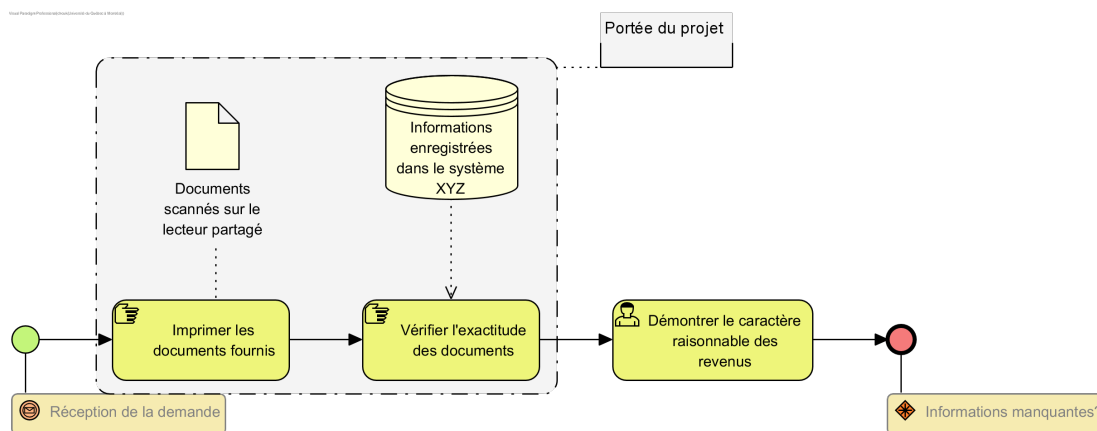 Portée du projet
Informations
enregistrées
dans le système
XYZ
Documents
scannés sur le
lecteur partagé
Imprimer les
documents fournis
Vérifier l'exactitude
des documents
Démontrer le caractère
raisonnable des
revenus
Réception de la demande
Informations manquantes?